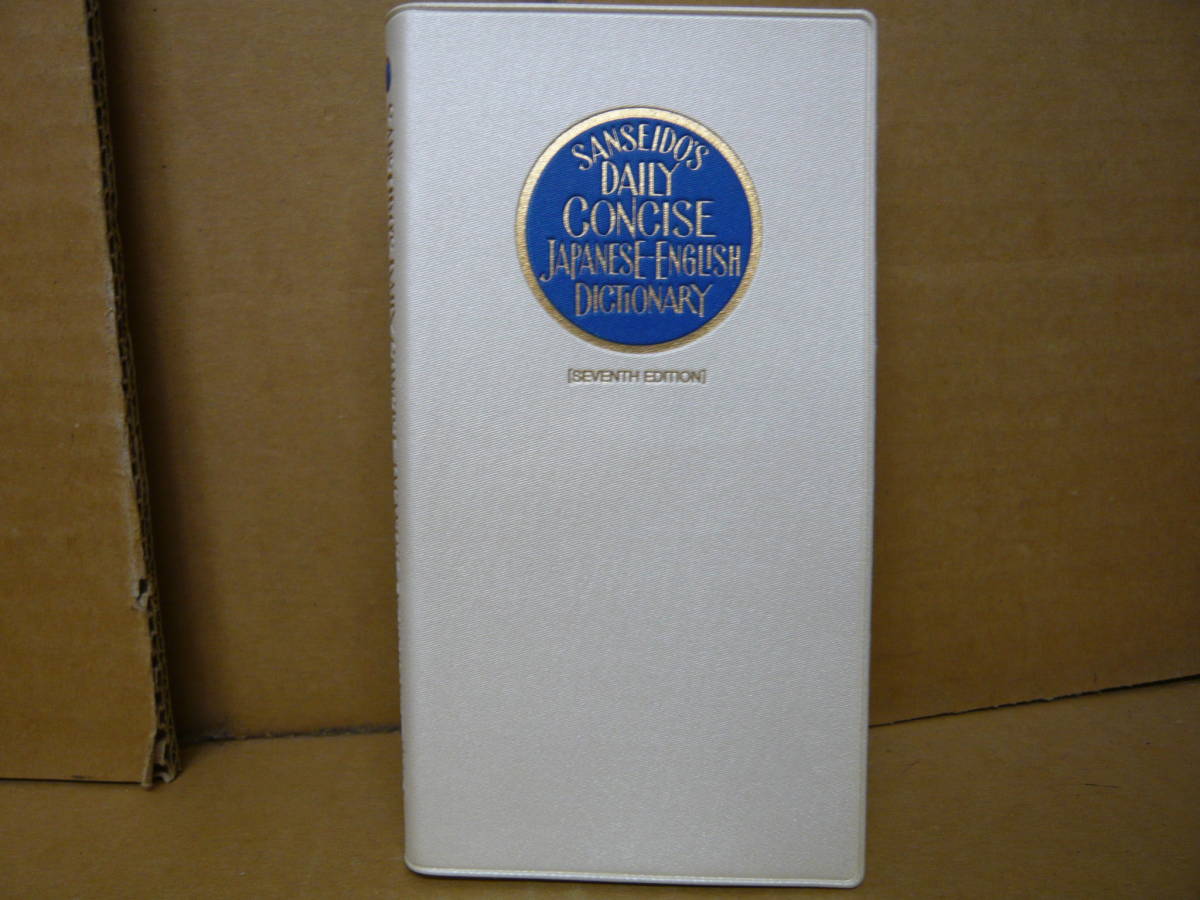 SANSEIDO'S
DAILY
CONCISE
JAPANESE-ENGLISH
DICTIONARY
[SEVENTH EDITION]